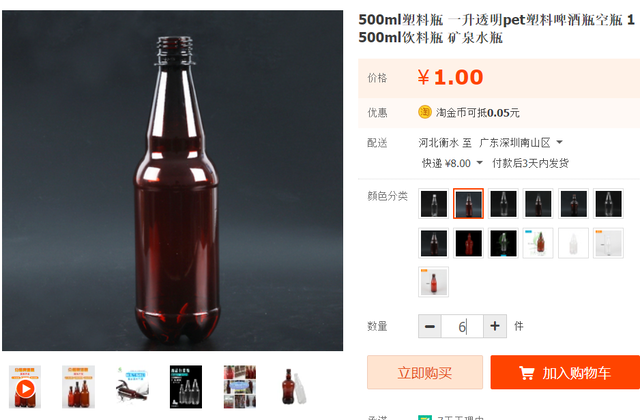 500ml塑料瓶 一升透明pet塑料啤酒瓶空瓶 1
500ml饮料瓶 矿泉水瓶
价格 ￥1.00
优惠 淘金币可抵0.05元
配送 河北衡水 至 广东深圳南山区
快递 ¥8.00 付款后3天内发货
颜色分类
数量 6 件
立即购买 加入购物车